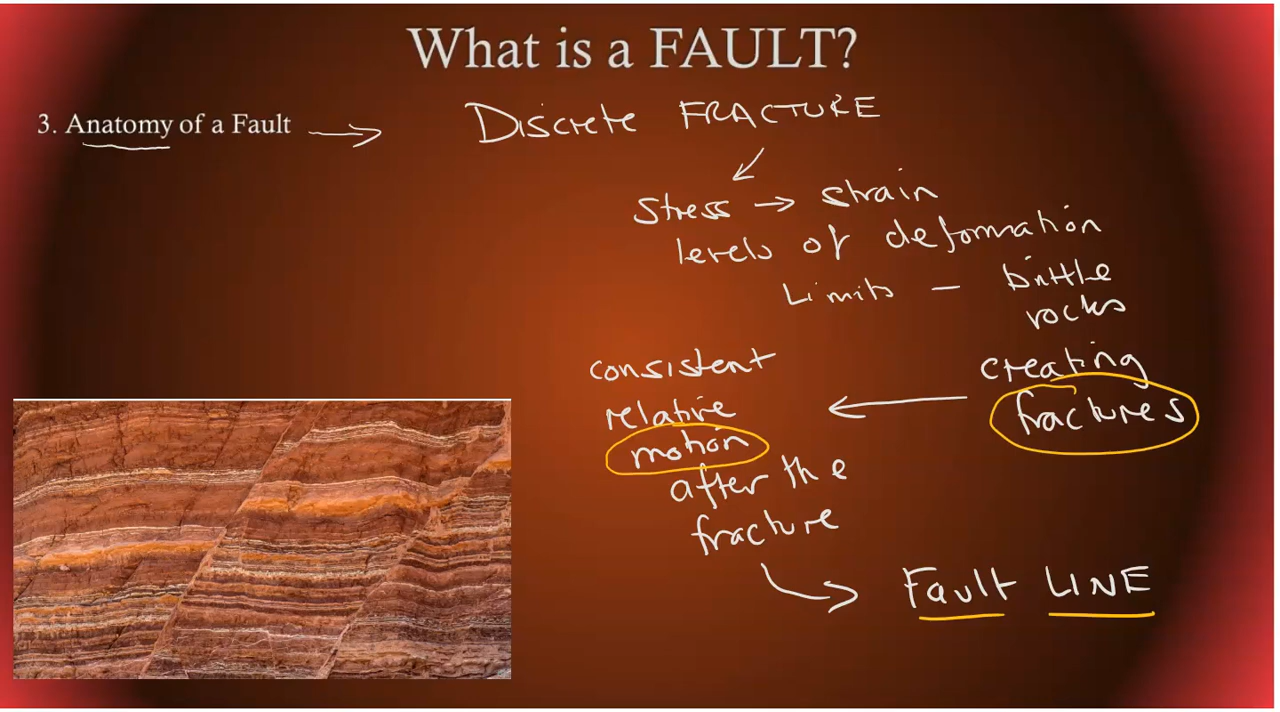 What is a FAULT?
3. Anatomy of a Fault
Discrete FRACTURE
Stress → strain
levels of deformation
Limits – brittle
rocks
creating
fractures
consistent
relative
motion
after the
fracture
Fault LINE